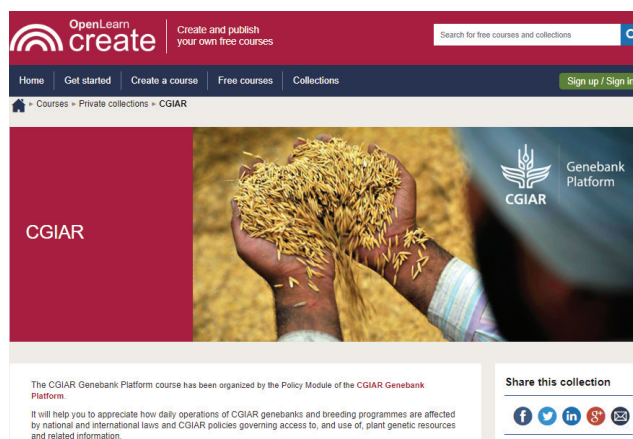 OpenLearn
create
Create and publish
your own free courses
Search for free courses and collections
Home Get started Create a course Free courses Collections
Sign up / Sign in
Courses ▸ Private collections ▸ CGIAR
CGIAR
CGIAR
Genebank
Platform
The CGIAR Genebank Platform course has been organized by the Policy Module of the CGIAR Genebank
Platform.
It will help you to appreciate how daily operations of CGIAR genebanks and breeding programmes are affected
by national and international laws and CGIAR policies governing access to, and use of, plant genetic resources
and related information.
Share this collection